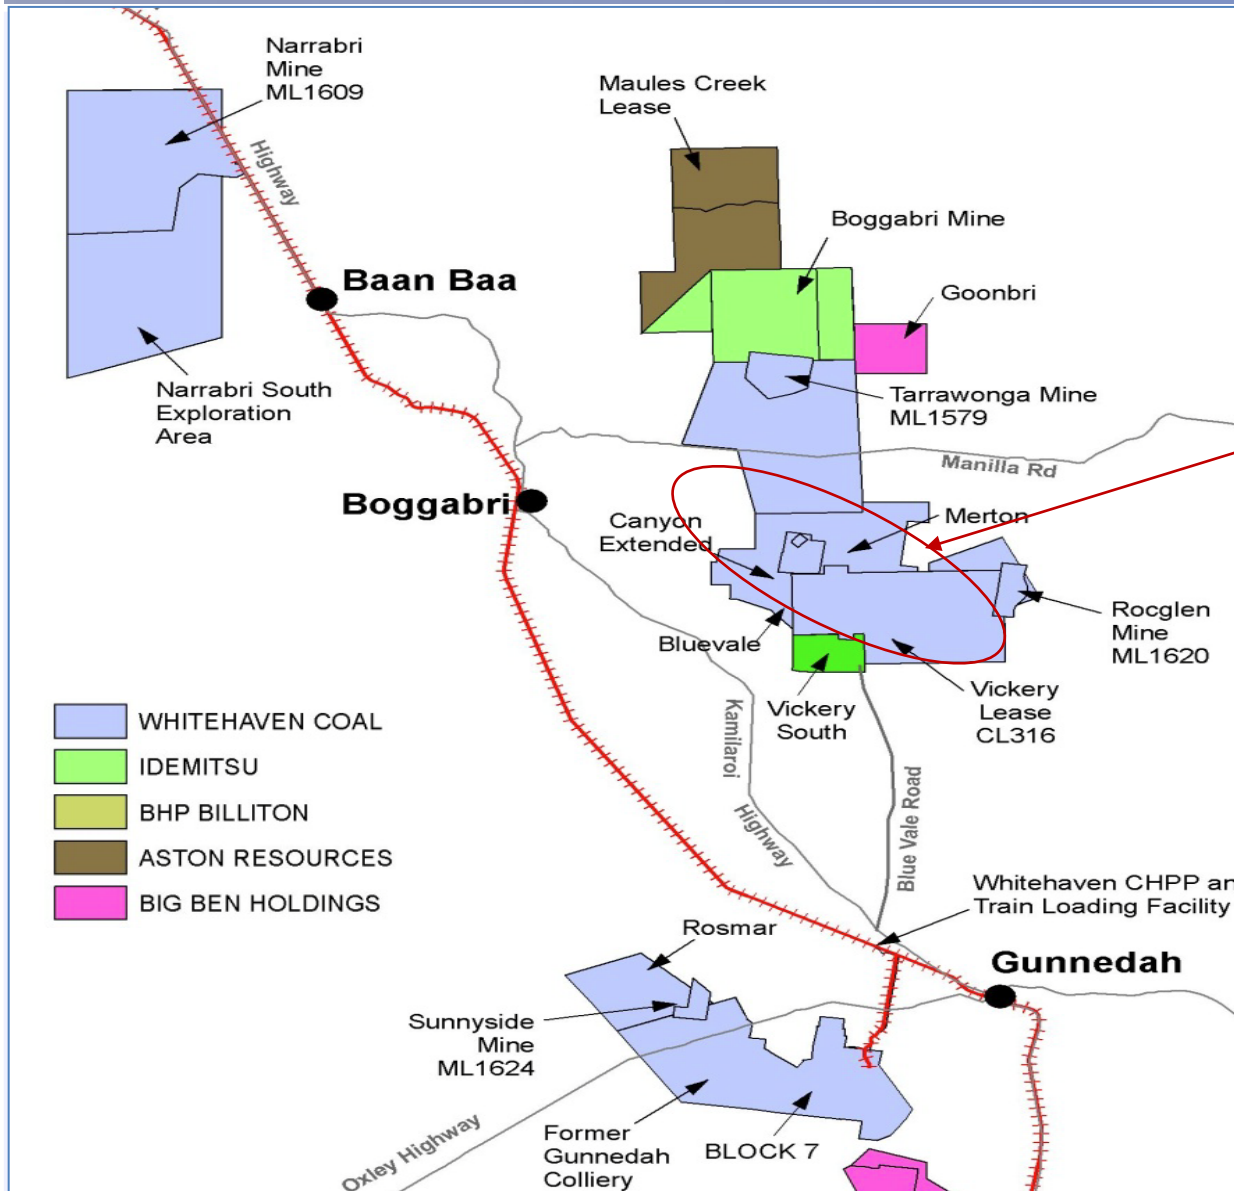 Narrabri
Mine
ML1609
Highway
Maules Creek
Lease
Boggabri Mine
Goonbri
Baan Baa
Tarrawonga Mine
ML1579
Narrabri South
Exploration
Area
Manilla Rd
Boggabri
Canyon
Extended
Merton
Bluevale
Rocglen
Mine
ML1620
Vickery
South
Vickery
Lease
CL316
Kamilaroi
Highway
Blue Vale Road
WHITEHAVEN COAL
IDEMITSU
BHP BILLITON
ASTON RESOURCES
BIG BEN HOLDINGS
Whitehaven CHPP an
Train Loading Facility
Rosmar
Gunnedah
Sunnyside
Mine
ML1624
Former
Gunnedah
Colliery
BLOCK 7
Oxley Highway